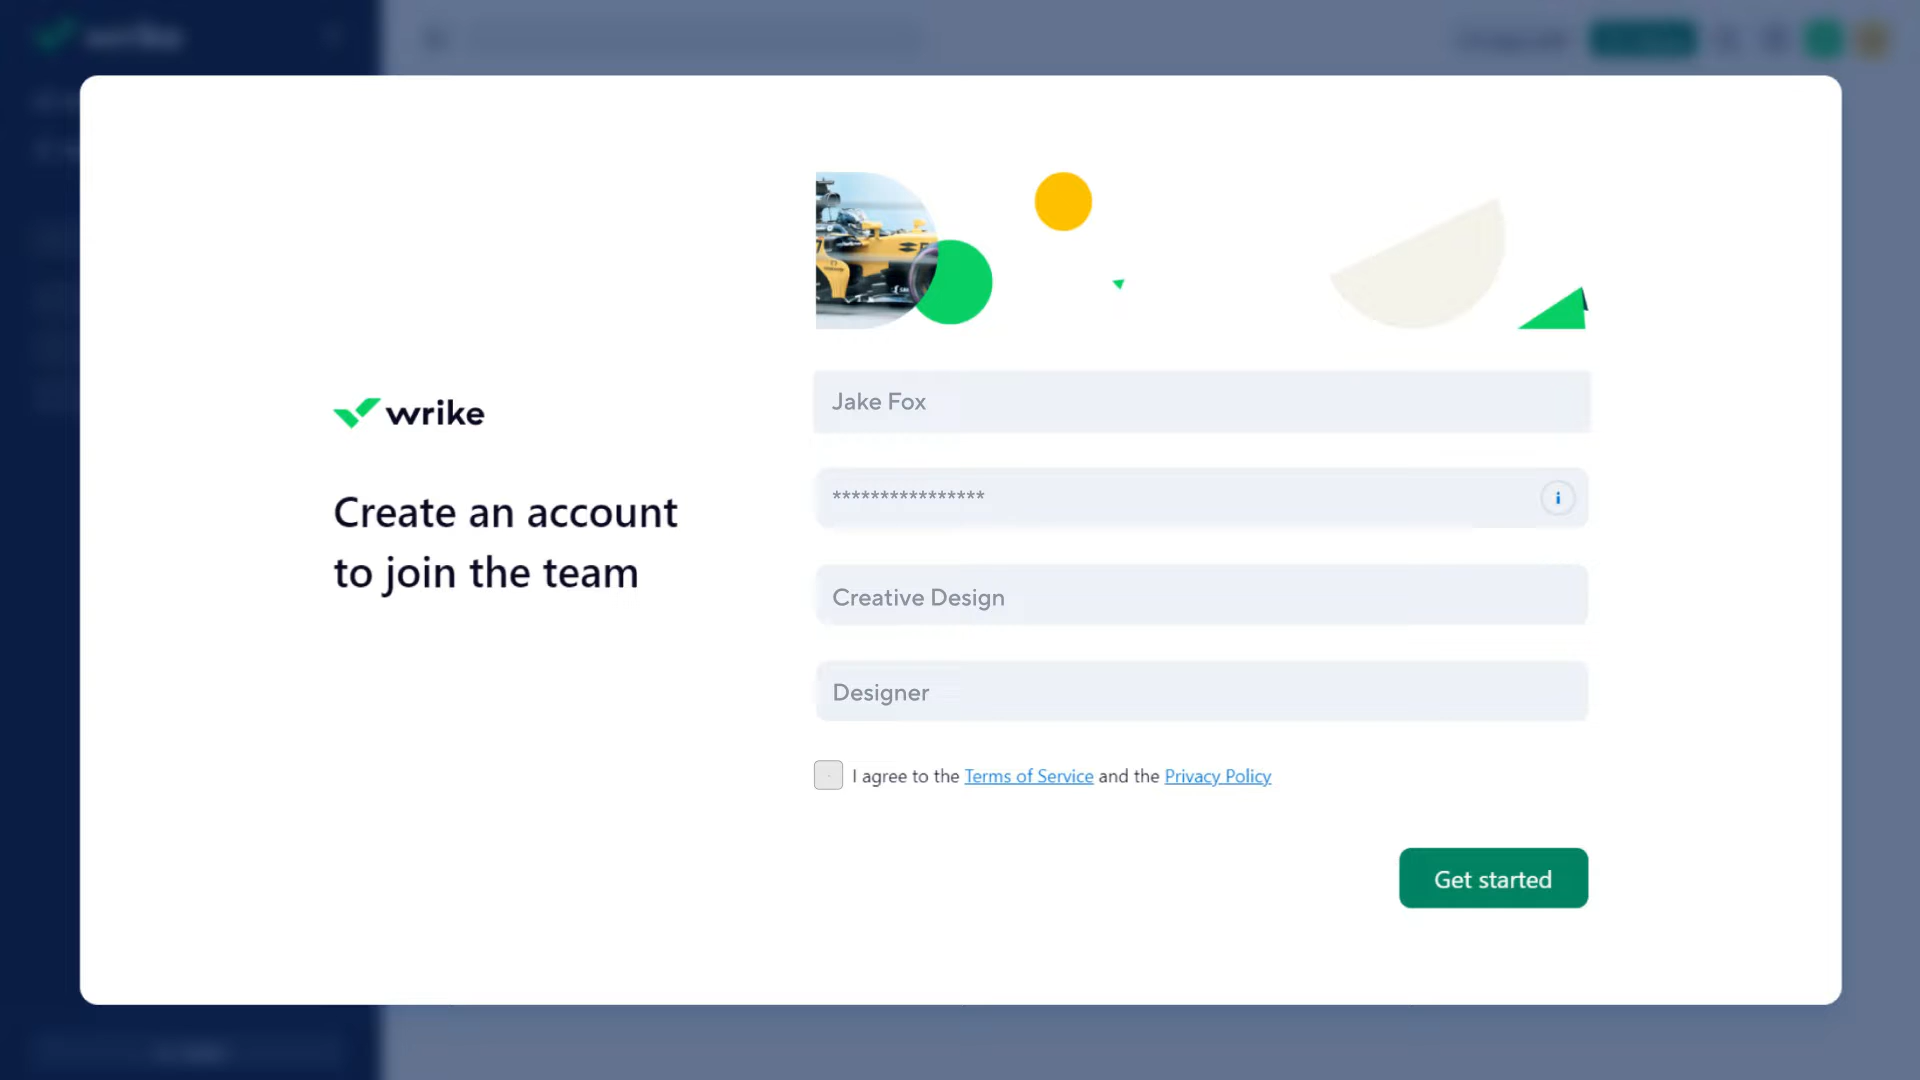 wrike
Create an account
to join the team
Jake Fox
****************
i
Creative Design
Designer
I agree to the Terms of Service and the Privacy Policy
Get started